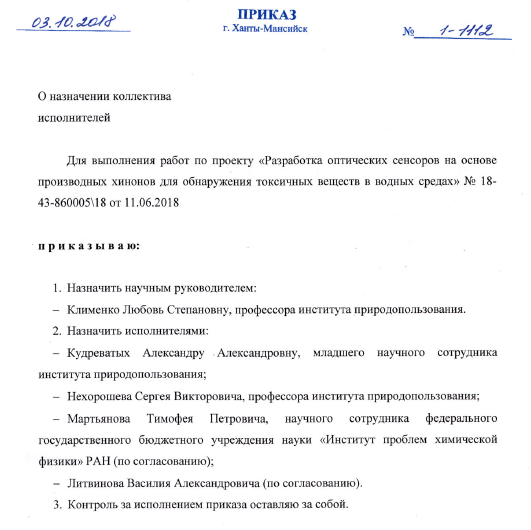 ПРИКАЗ
03.10.2018 г. Ханты-Мансийск № 1-1112
О назначении коллектива
исполнителей
Для выполнения работ по проекту «Разработка оптических сенсоров на основе
производных хинонов для обнаружения токсичных веществ в водных средах» № 18-
43-860005\18 от 11.06.2018
п р и к а з ы в а ю:
1. Назначить научным руководителем:
– Клименко Любовь Степановну, профессора института природопользования.
2. Назначить исполнителями:
– Кудреватых Александру Александровну, младшего научного сотрудника
института природопользования;
– Нехорошева Сергея Викторовича, профессора института природопользования;
– Мартьянова Тимофея Петровича, научного сотрудника федерального
государственного бюджетного учреждения науки «Институт проблем химической
физики» РАН (по согласованию);
– Литвинова Василия Александровича (по согласованию).
3. Контроль за исполнением приказа оставляю за собой.